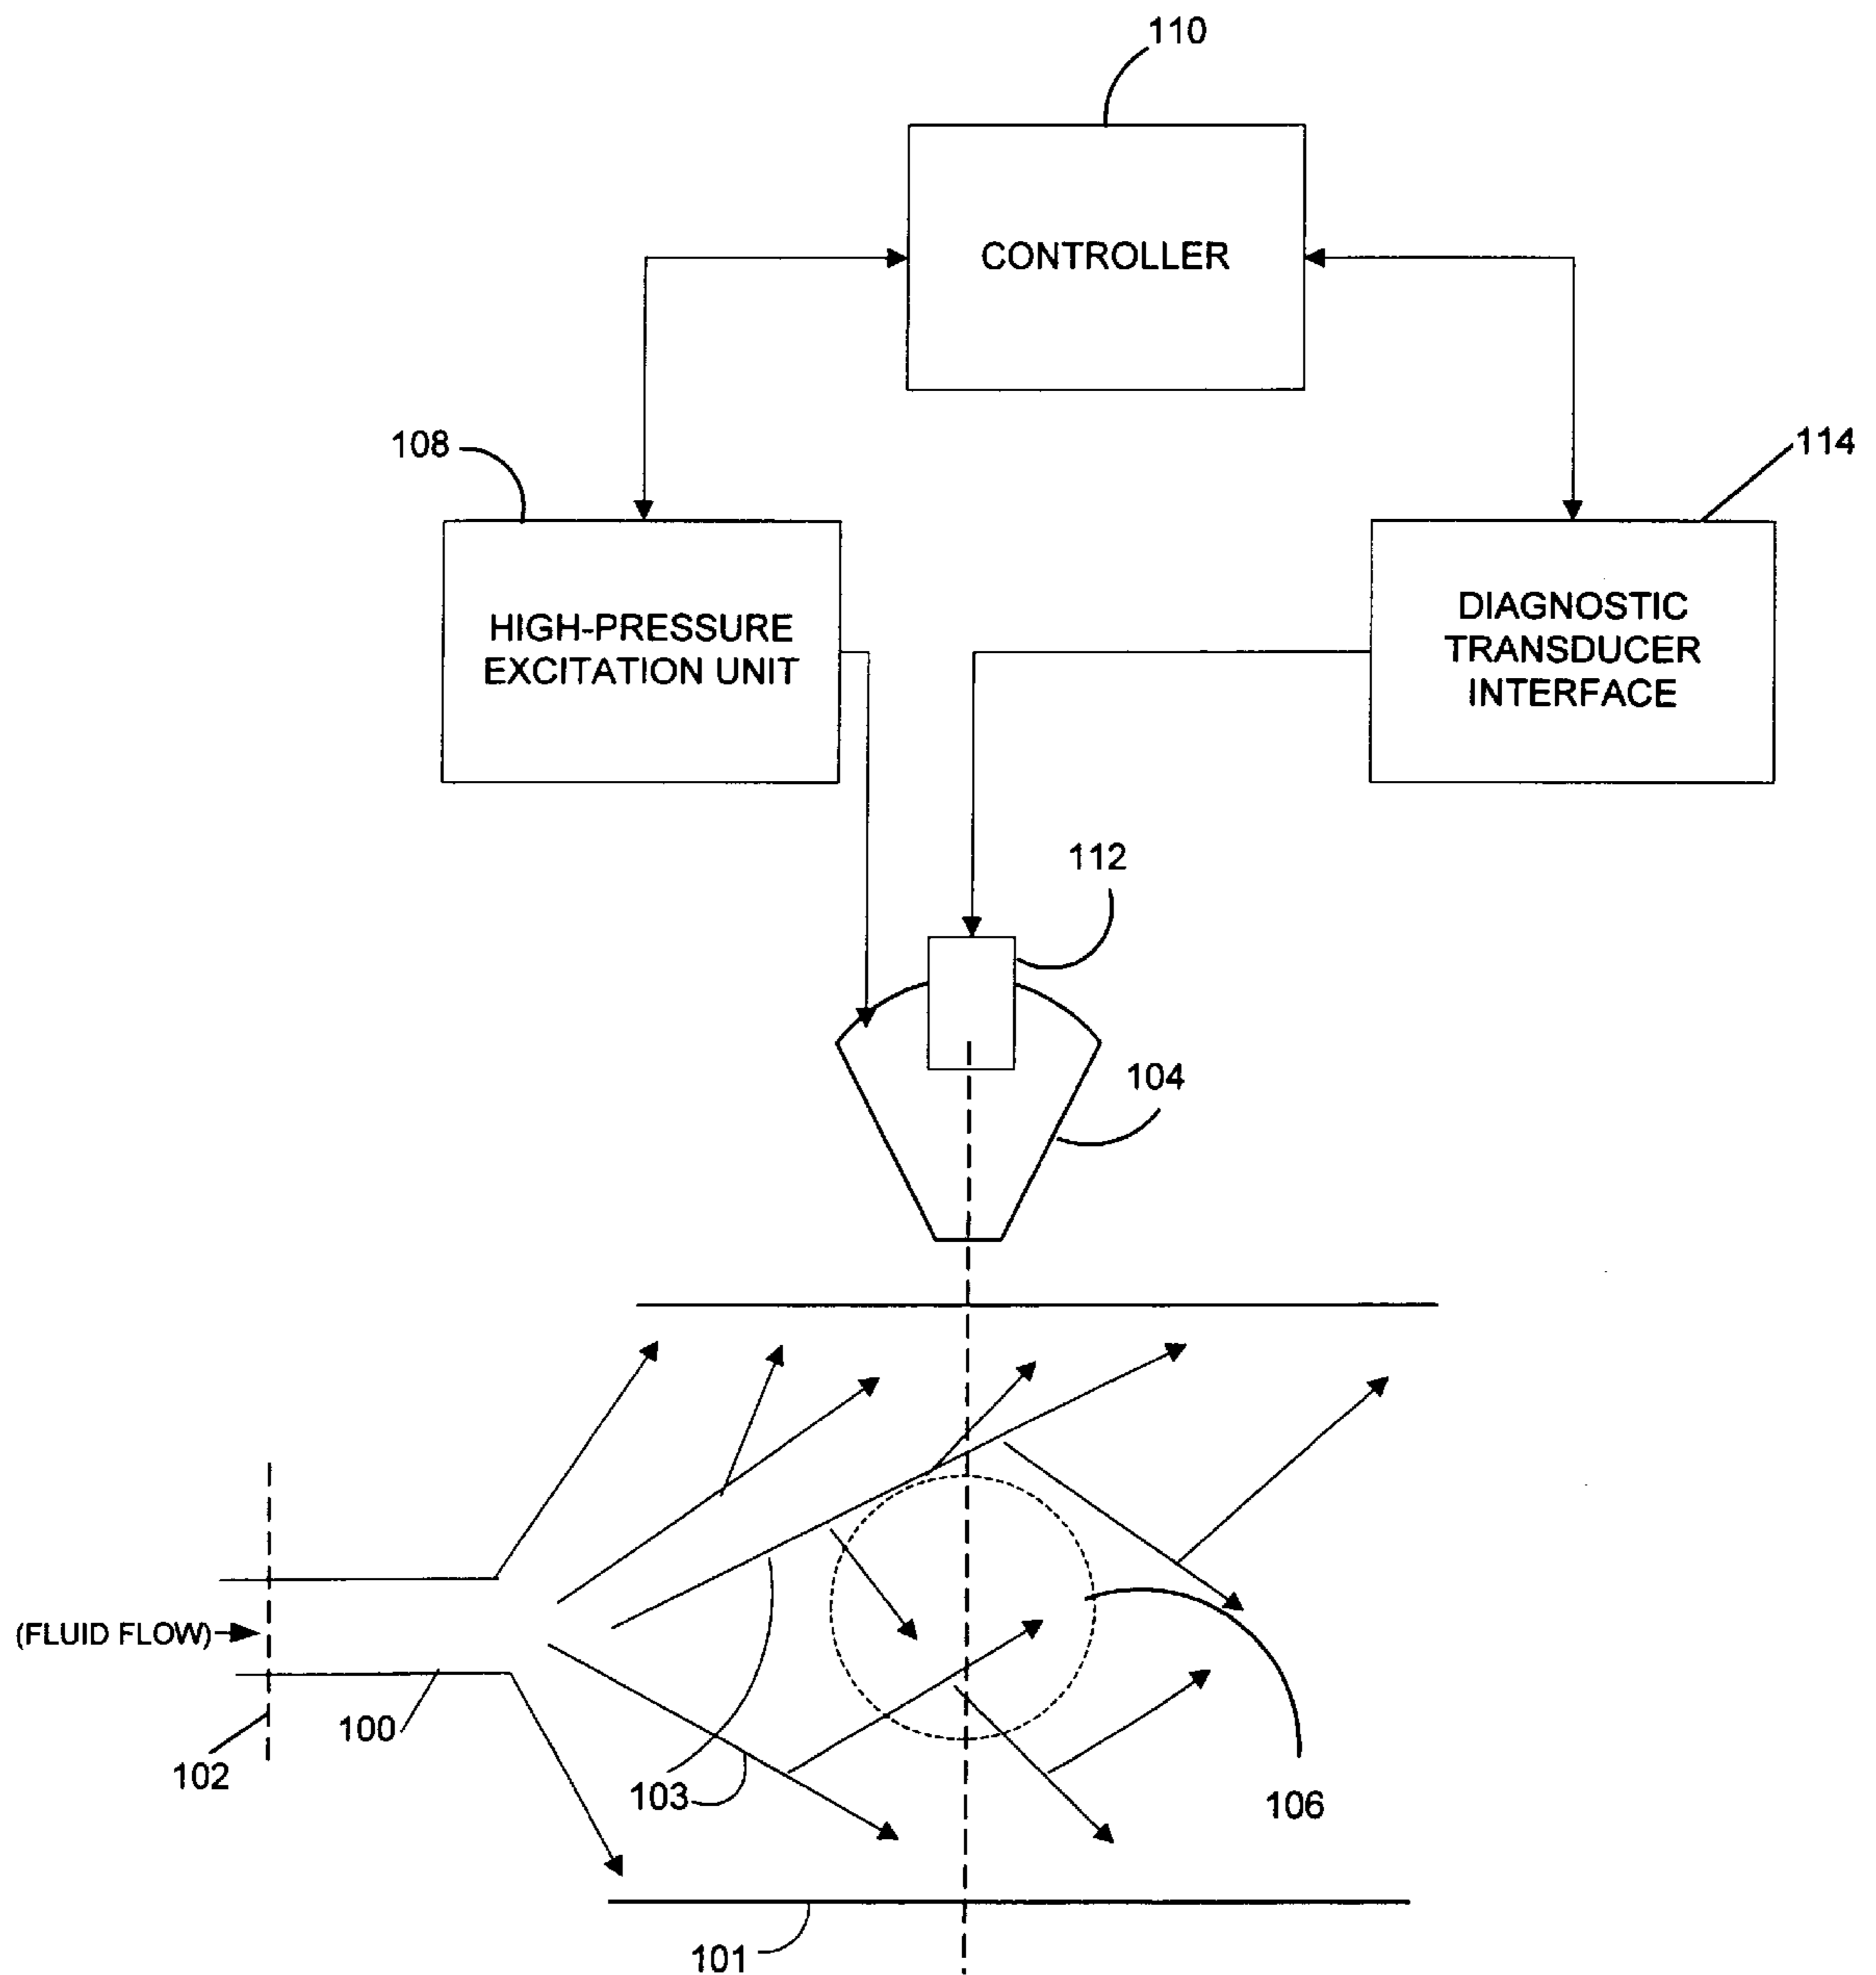 110
CONTROLLER
108
114
HIGH-PRESSURE
EXCITATION UNIT
DIAGNOSTIC
TRANSDUCER
INTERFACE
112
104
(FLUID FLOW)
100
102
103
106
101